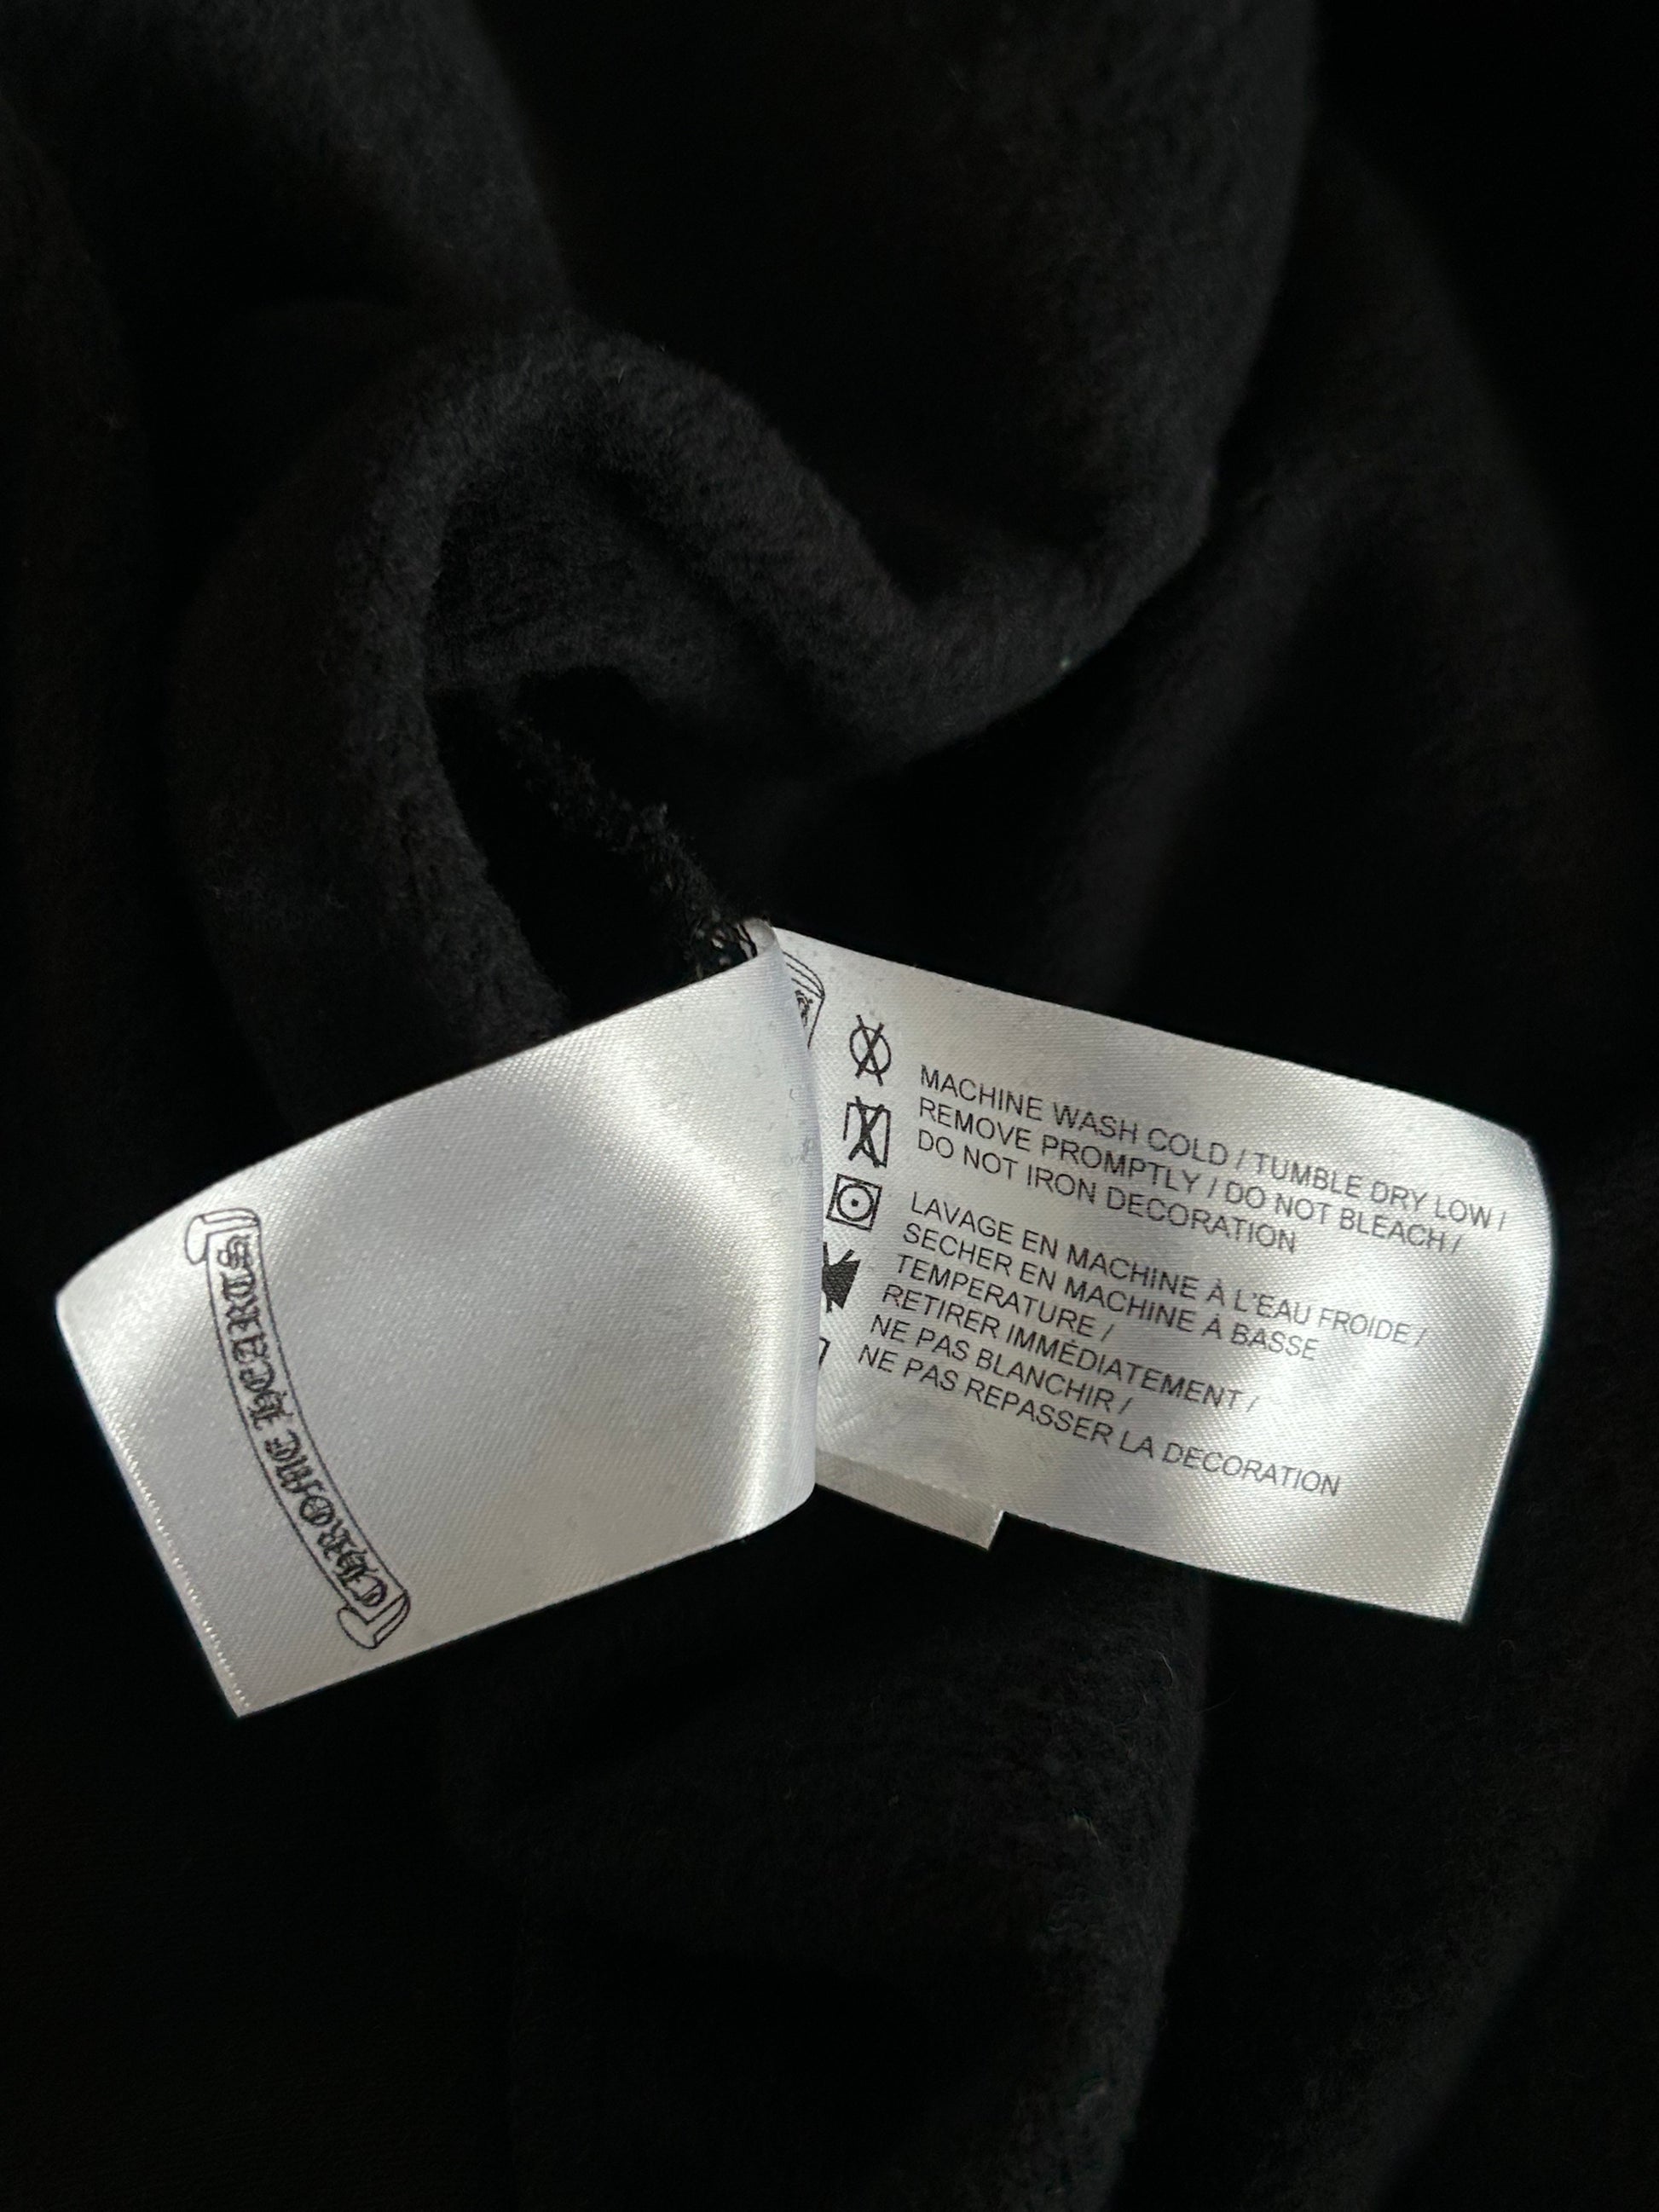 CHROME HEARTS
MACHINE WASH COLD / TUMBLE DRY LOW /
REMOVE PROMPTLY / DO NOT BLEACH /
DO NOT IRON DECORATION
LAVAGE EN MACHINE À L'EAU FROIDE /
SECHER EN MACHINE À BASSE
TEMPERATURE /
RETIRER IMMÉDIATEMENT /
NE PAS BLANCHIR /
NE PAS REPASSER LA DECORATION